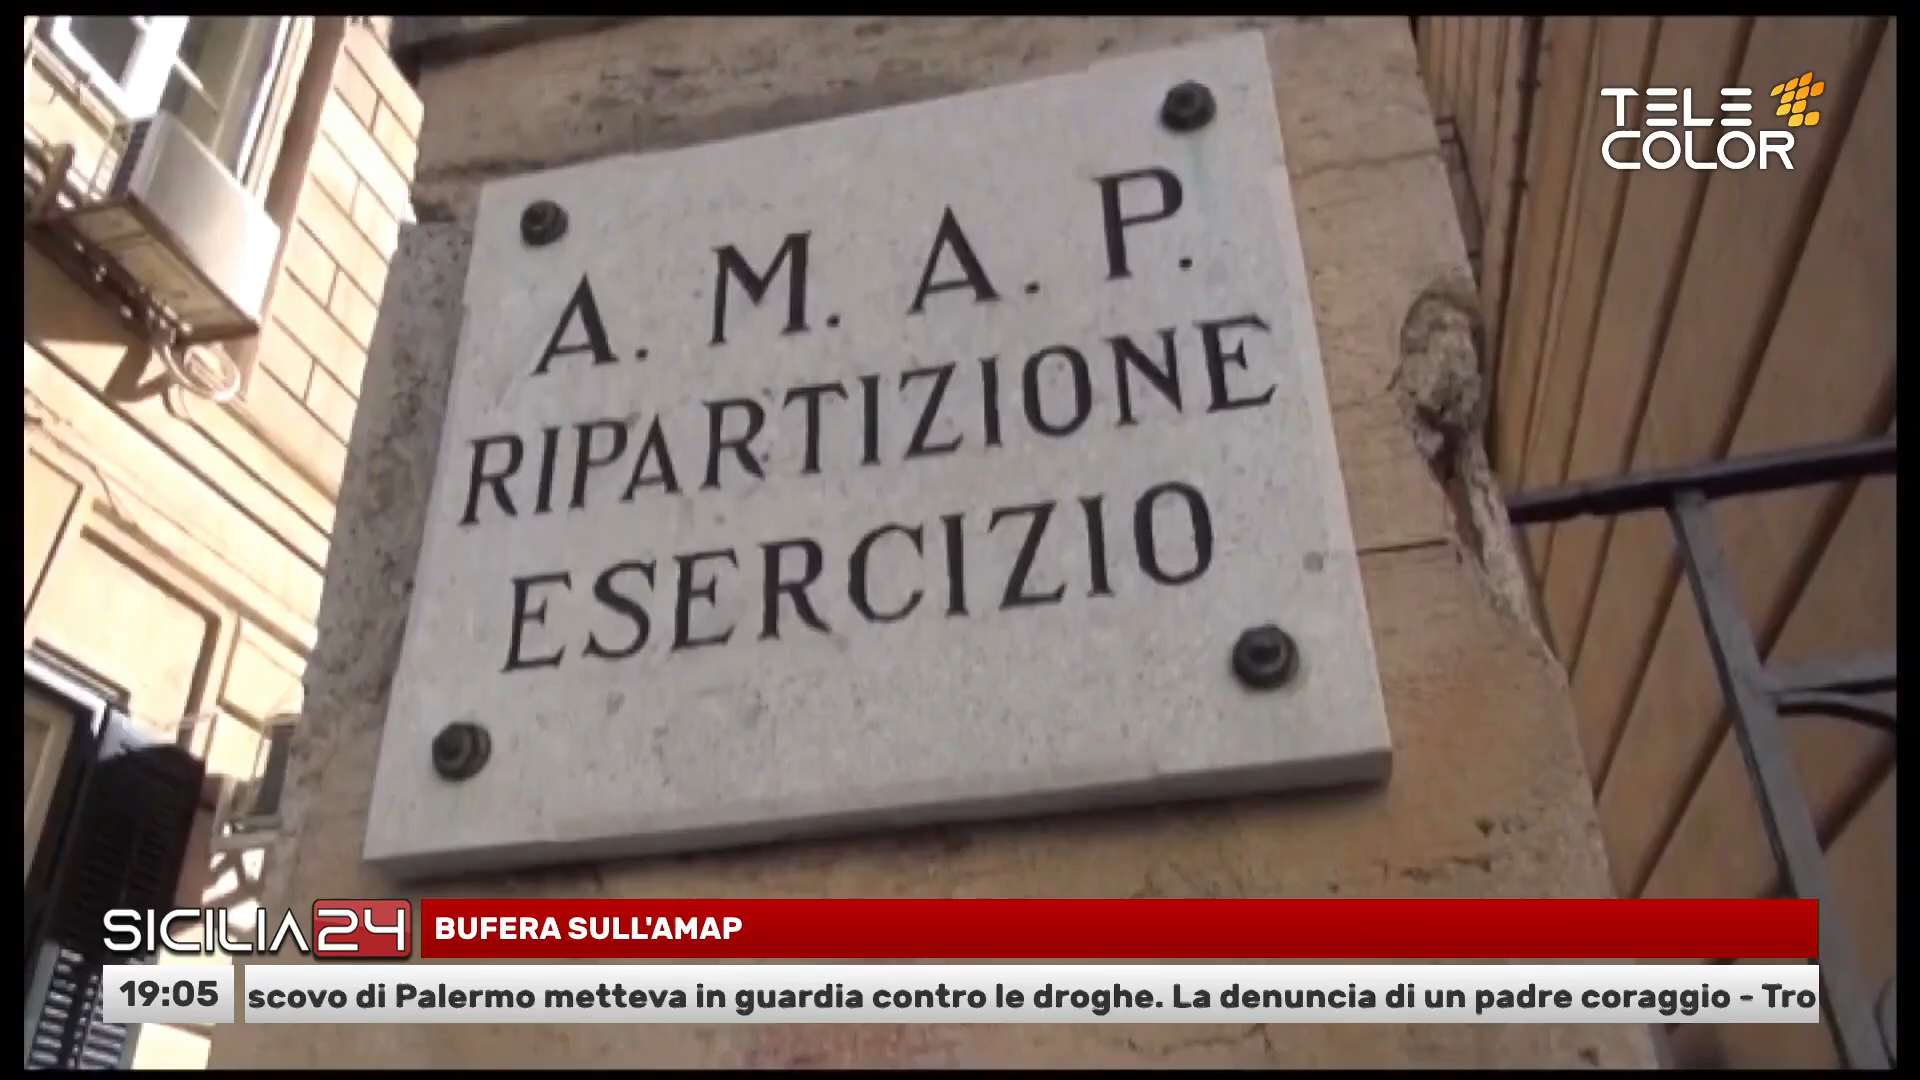 TELE
COLOR
A. M. A. P.
RIPARTIZIONE
ESERCIZIO
SICILIA24
BUFERA SULL'AMAP
19:05
scovo di Palermo metteva in guardia contro le droghe. La denuncia di un padre coraggio - Tro